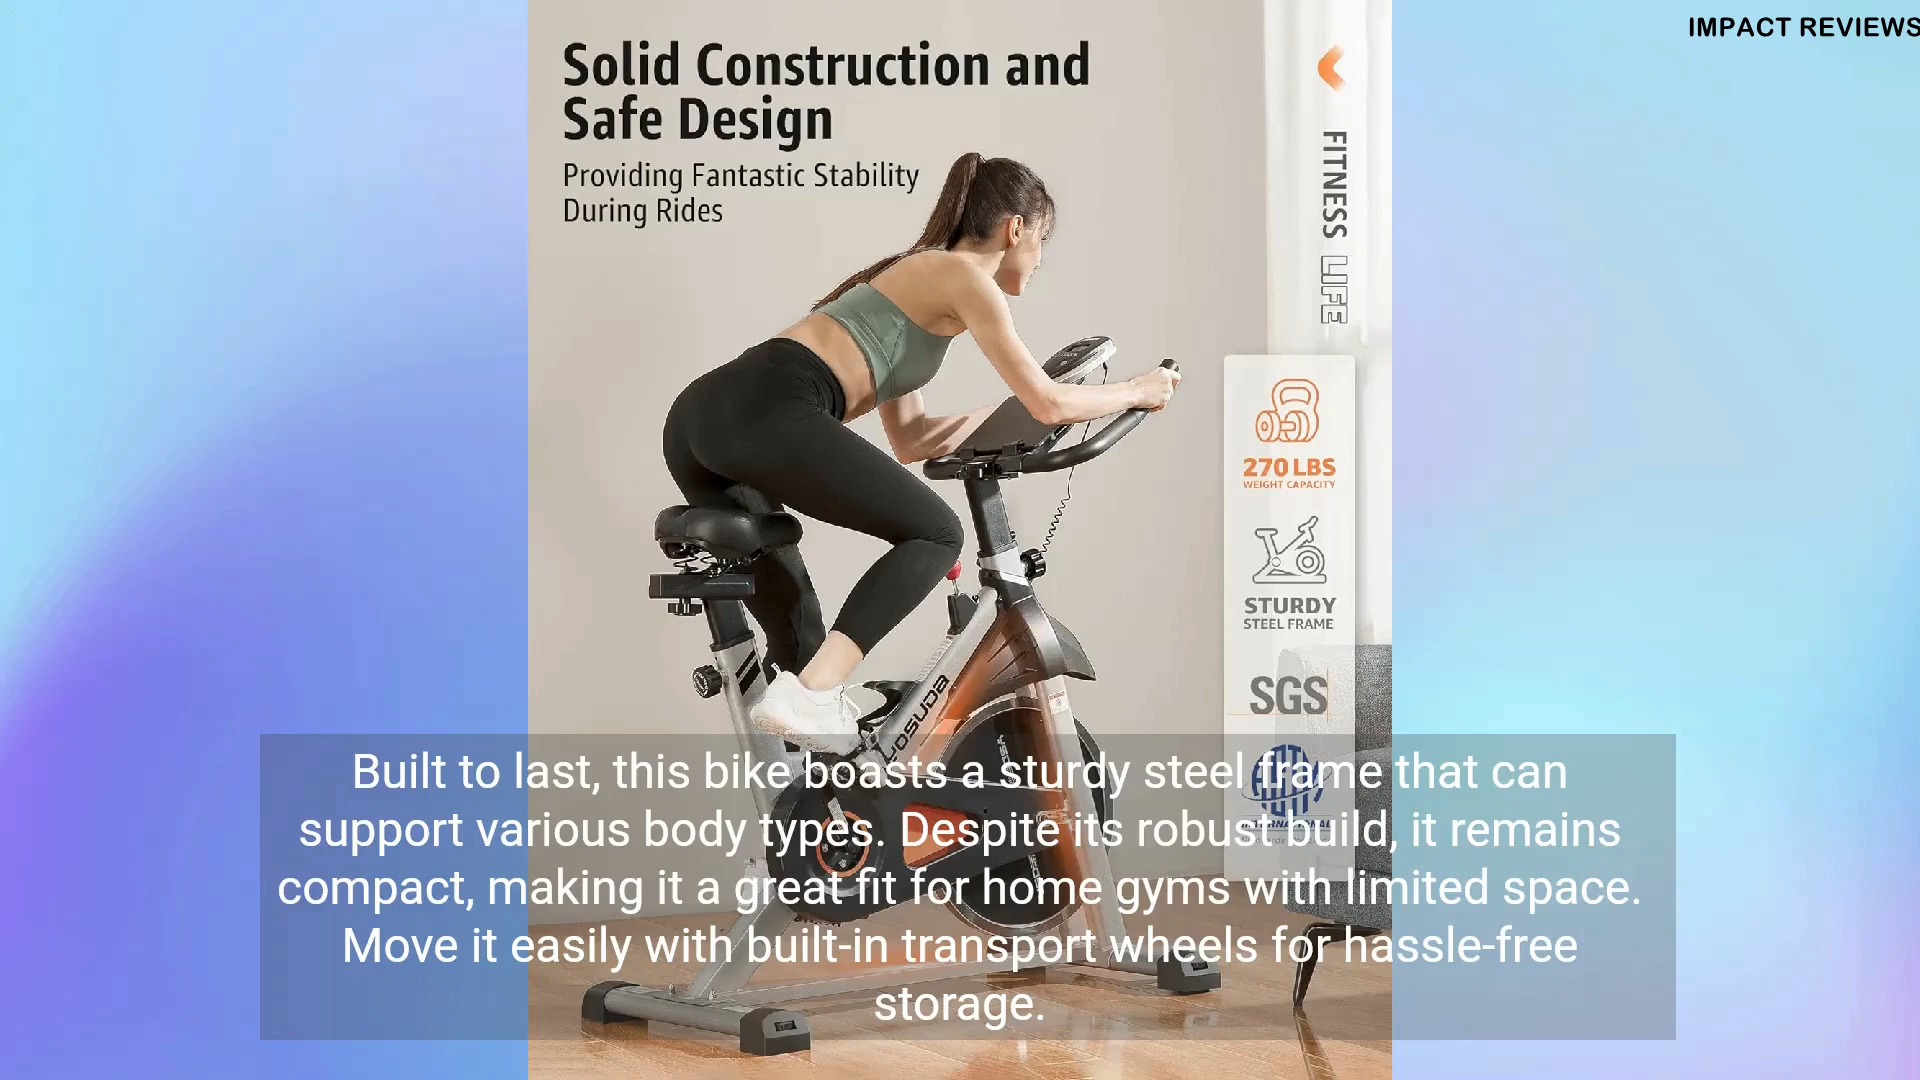 IMPACT REVIEWS
Solid Construction and
Safe Design
Providing Fantastic Stability
During Rides
FITNESS LIFE
270 LBS
WEIGHT CAPACITY
STURDY
STEEL FRAME
SGS
YOSUDA
Built to last, this bike boasts a sturdy steel frame that can
support various body types. Despite its robust build, it remains
compact, making it a great fit for home gyms with limited space.
Move it easily with built-in transport wheels for hassle-free
storage.